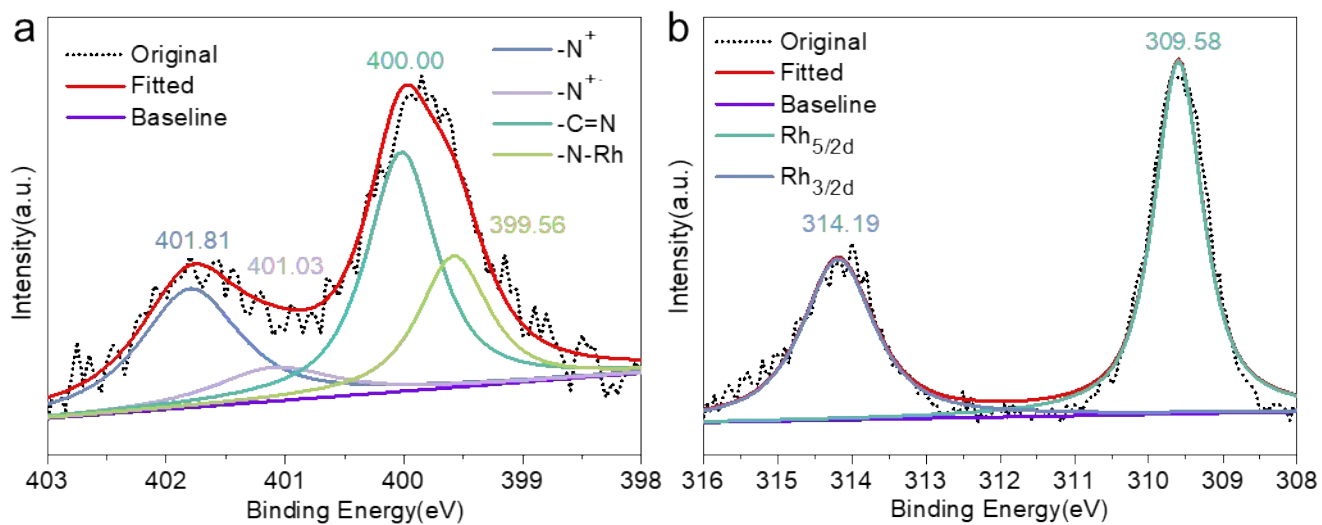 a
Original
Fitted
Baseline
400.00
-N⁺
-N⁺·
-C=N
-N-Rh
401.81
401.03
399.56
Intensity(a.u.)
403 402 401 400 399 398
Binding Energy(eV)
b
Original
Fitted
Baseline
Rh5/2d
Rh3/2d
309.58
314.19
Intensity(a.u.)
316 315 314 313 312 311 310 309 308
Binding Energy(eV)